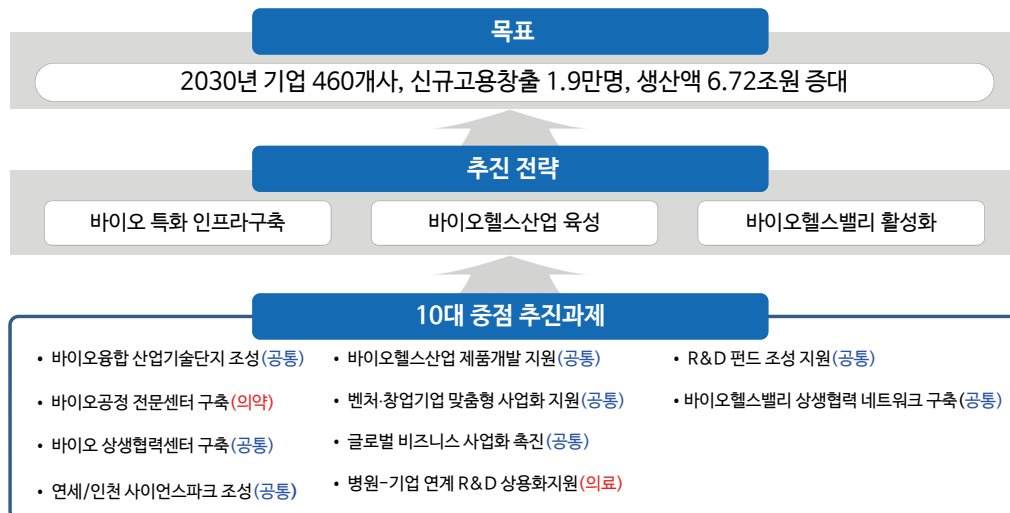 목표
2030년 기업 460개사, 신규고용창출 1.9만명, 생산액 6.72조원 증대
추진 전략
바이오 특화 인프라구축
바이오헬스산업 육성
바이오헬스밸리 활성화
10대 중점 추진과제
• 바이오융합 산업기술단지 조성(공통)
• 바이오공정 전문센터 구축(의약)
• 바이오 상생협력센터 구축(공통)
• 연세/인천 사이언스파크 조성(공통)
• 바이오헬스산업 제품개발 지원(공통)
• 벤처·창업기업 맞춤형 사업화 지원(공통)
• 글로벌 비즈니스 사업화 촉진(공통)
• 병원-기업 연계 R&D 상용화지원(의료)
• R&D 펀드 조성 지원(공통)
• 바이오헬스밸리 상생협력 네트워크 구축(공통)